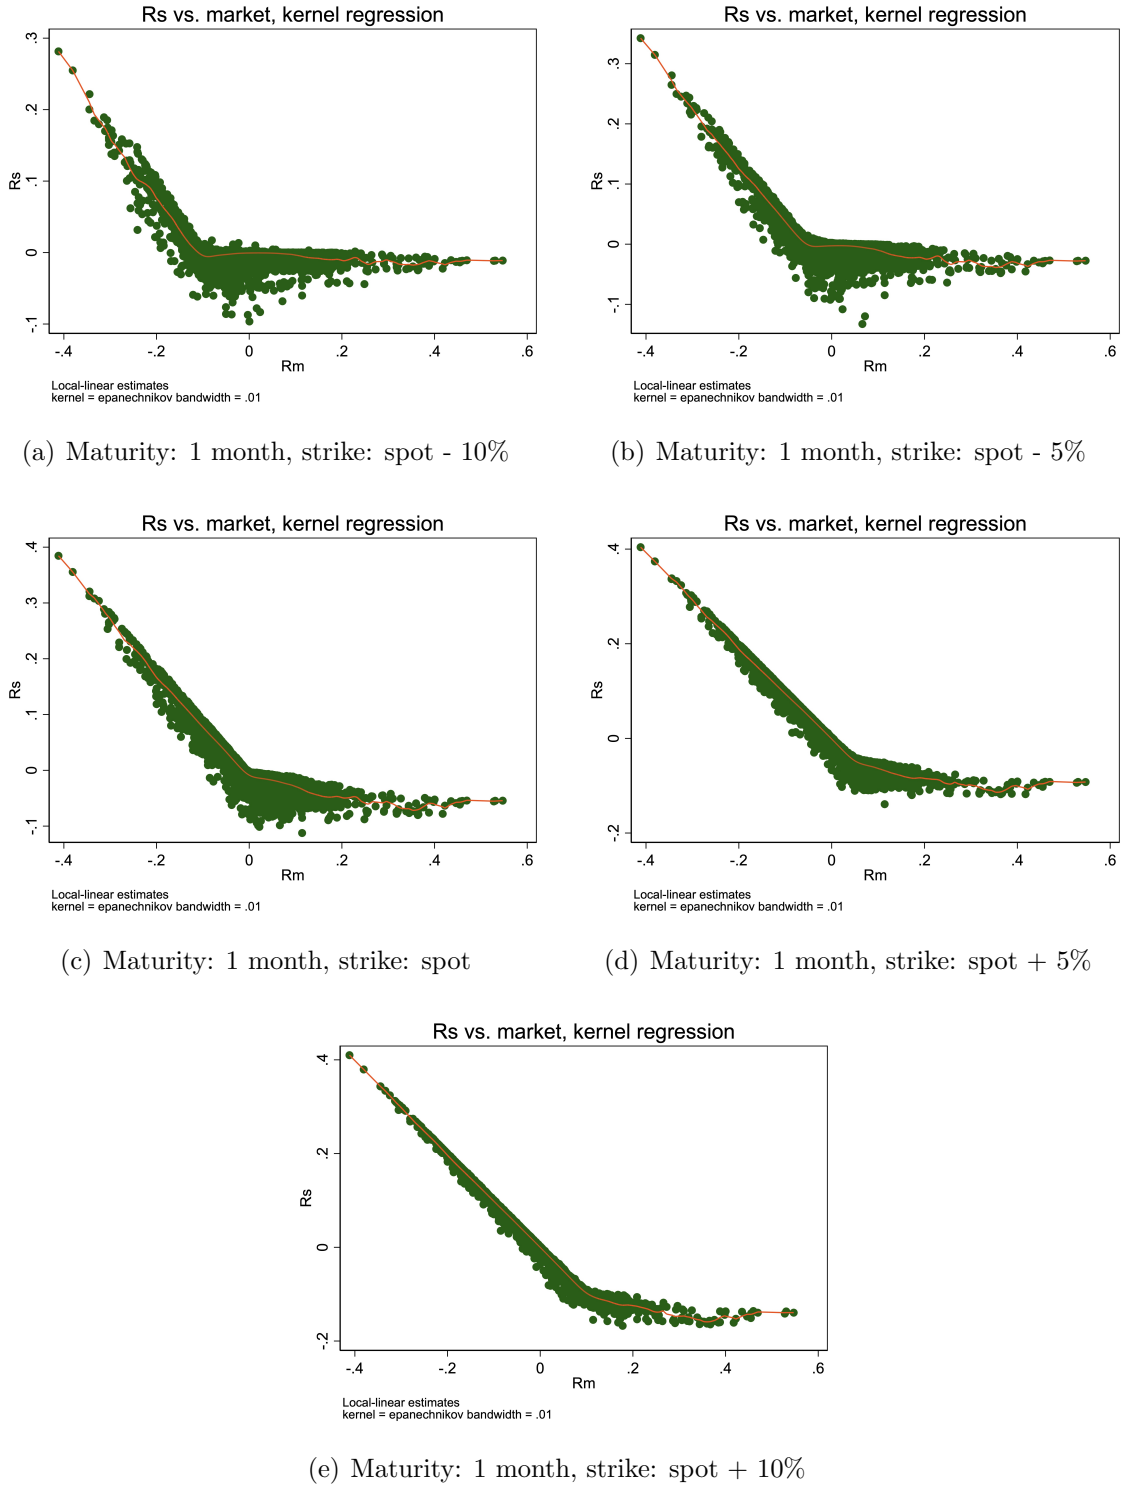 Rs vs. market, kernel regression
.3
.2
.1
0
-.1
Rs
-.4
-.2
0
.2
.4
.6
Rm
Local-linear estimates
kernel = epanechnikov bandwidth = .01
(a) Maturity: 1 month, strike: spot - 10%
Rs vs. market, kernel regression
.3
.2
.1
0
-.1
Rs
-.4
-.2
0
.2
.4
.6
Rm
Local-linear estimates
kernel = epanechnikov bandwidth = .01
(b) Maturity: 1 month, strike: spot - 5%
Rs vs. market, kernel regression
.4
.3
.2
.1
0
-.1
Rs
-.4
-.2
0
.2
.4
.6
Rm
Local-linear estimates
kernel = epanechnikov bandwidth = .01
(c) Maturity: 1 month, strike: spot
Rs vs. market, kernel regression
.4
.2
0
-.2
Rs
-.4
-.2
0
.2
.4
.6
Rm
Local-linear estimates
kernel = epanechnikov bandwidth = .01
(d) Maturity: 1 month, strike: spot + 5%
Rs vs. market, kernel regression
.4
.2
0
-.2
Rs
-.4
-.2
0
.2
.4
.6
Rm
Local-linear estimates
kernel = epanechnikov bandwidth = .01
(e) Maturity: 1 month, strike: spot + 10%